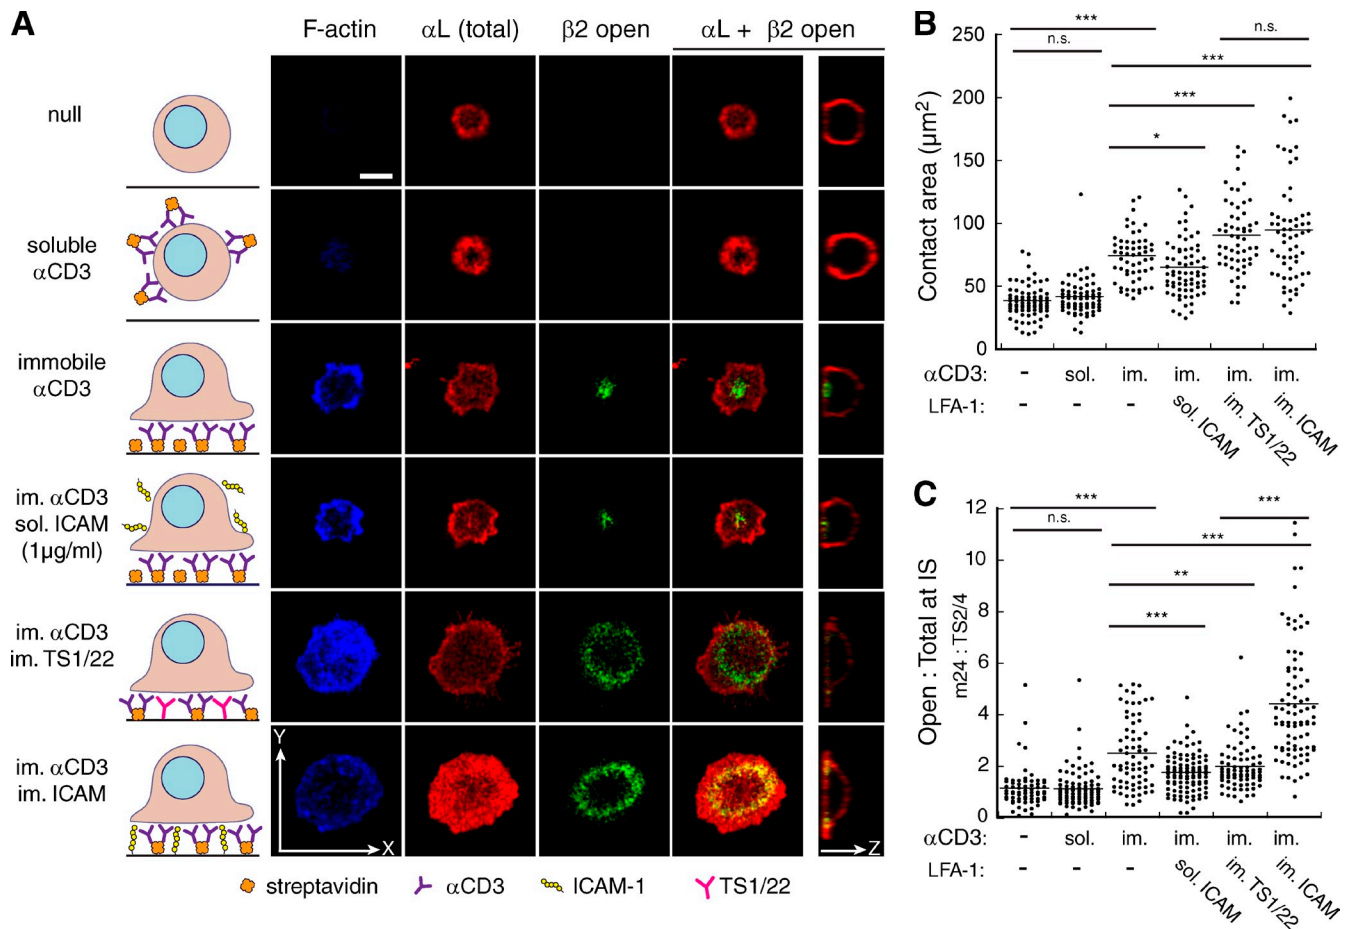 A
F-actin
αL (total)
β2 open
αL + β2 open
null
soluble
αCD3
immobile
αCD3
im. αCD3
sol. ICAM
(1μg/ml)
im. αCD3
im. TS1/22
im. αCD3
im. ICAM
Y
X
Z
streptavidin
αCD3
ICAM-1
TS1/22
B
***
n.s.
n.s.
***
***
*
250
200
150
100
50
0
Contact area (μm²)
αCD3: - sol. im. im. im. im.
LFA-1: - - - sol. ICAM im. TS1/22 im. ICAM
C
***
n.s.
***
***
**
***
12
10
8
6
4
2
0
Open : Total at IS
m24 : TS2/4
αCD3: - sol. im. im. im. im.
LFA-1: - - - sol. ICAM im. TS1/22 im. ICAM